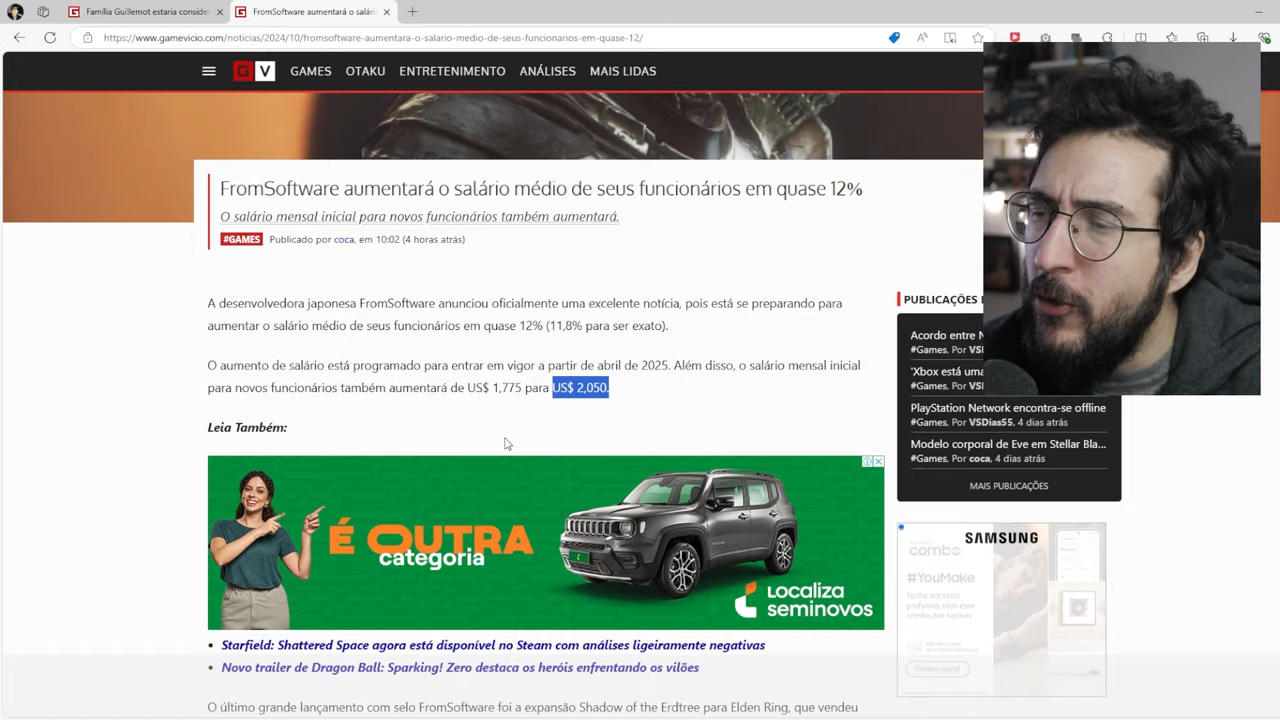 Família Guillemot estaria conside
FromSoftware aumentará o salári
https://www.gamevicio.com/noticias/2024/10/fromsoftware-aumentara-o-salario-medio-de-seus-funcionarios-em-quase-12/
GV GAMES OTAKU ENTRETENIMENTO ANÁLISES MAIS LIDAS
FromSoftware aumentará o salário médio de seus funcionários em quase 12%
O salário mensal inicial para novos funcionários também aumentará.
#GAMES Publicado por coca, em 10:02 (4 horas atrás)
A desenvolvedora japonesa FromSoftware anunciou oficialmente uma excelente notícia, pois está se preparando para
aumentar o salário médio de seus funcionários em quase 12% (11,8% para ser exato).
O aumento de salário está programado para entrar em vigor a partir de abril de 2025. Além disso, o salário mensal inicial
para novos funcionários também aumentará de US$ 1,775 para US$ 2,050.
Leia Também:
É OUTRA
categoria
Localiza
seminovos
Starfield: Shattered Space agora está disponível no Steam com análises ligeiramente negativas
Novo trailer de Dragon Ball: Sparking! Zero destaca os heróis enfrentando os vilões
O último grande lançamento com selo FromSoftware foi a expansão Shadow of the Erdtree para Elden Ring, que vendeu
PUBLICAÇÕES
Acordo entre N
#Games, Por VSI
'Xbox está uma
#Games, Por VSI
PlayStation Network encontra-se offline
#Games, Por VSDias55, 4 dias atrás
Modelo corporal de Eve em Stellar Bla...
#Games, Por coca, 4 dias atrás
MAIS PUBLICAÇÕES
SAMSUNG
combo
#YouMake